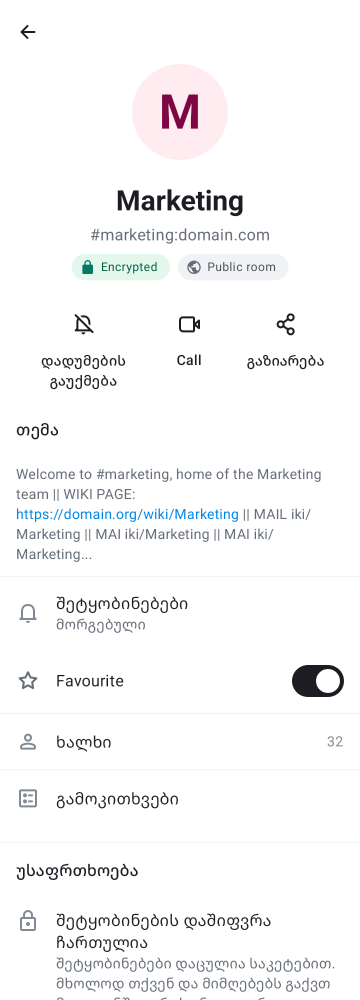 M
Marketing
#marketing:domain.com
Encrypted
Public room
დადუმების
გაუქმება
Call
გაზიარება
თემა
Welcome to #marketing, home of the Marketing
team || WIKI PAGE:
https://domain.org/wiki/Marketing || MAIL iki/
Marketing || MAI iki/Marketing || MAI iki/
Marketing...
შეტყობინებები
მორგებული
Favourite
ხალხი
32
გამოკითხვები
უსაფრთხოება
შეტყობინების დაშიფვრა
ჩართულია
შეტყობინებები დაცულია საკეტებით.
მხოლოდ თქვენ და მიმღებებს გაქვთ